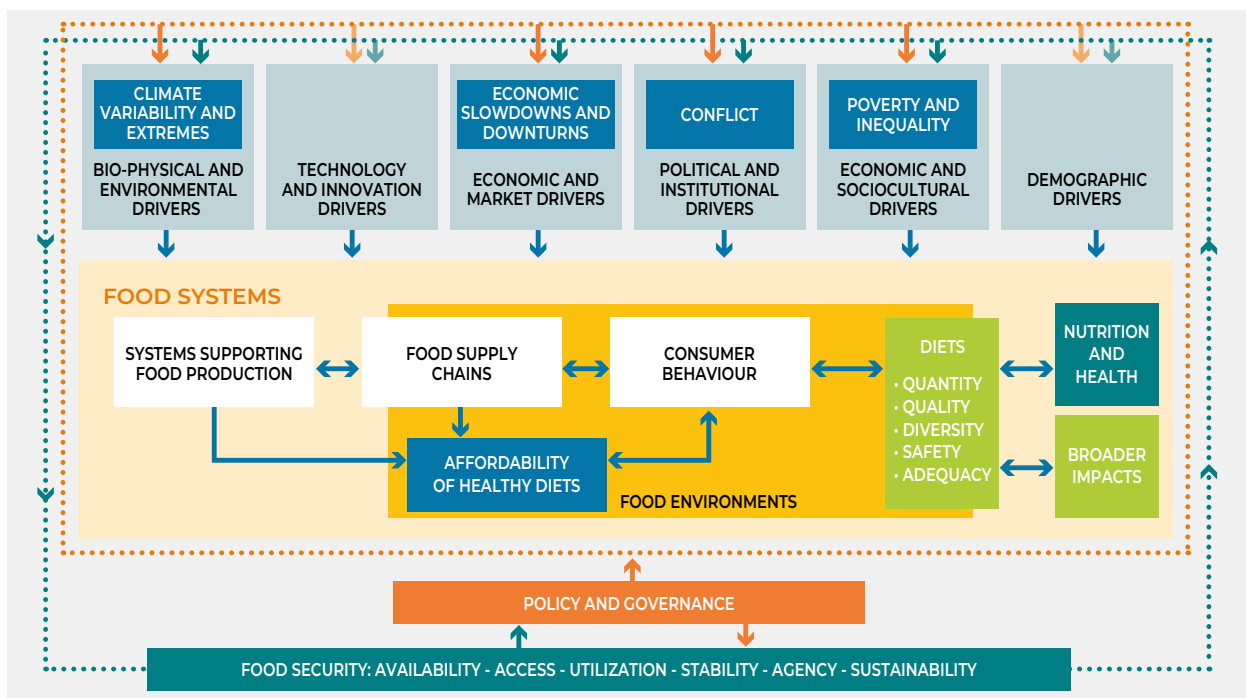 CLIMATE
VARIABILITY AND
EXTREMES
BIO-PHYSICAL AND
ENVIRONMENTAL
DRIVERS
TECHNOLOGY
AND INNOVATION
DRIVERS
ECONOMIC
SLOWDOWNS AND
DOWNTURNS
ECONOMIC AND
MARKET DRIVERS
CONFLICT
POLITICAL AND
INSTITUTIONAL
DRIVERS
POVERTY AND
INEQUALITY
ECONOMIC AND
SOCIOCULTURAL
DRIVERS
DEMOGRAPHIC
DRIVERS
FOOD SYSTEMS
SYSTEMS SUPPORTING
FOOD PRODUCTION
FOOD SUPPLY
CHAINS
CONSUMER
BEHAVIOUR
DIETS
• QUANTITY
• QUALITY
• DIVERSITY
• SAFETY
• ADEQUACY
NUTRITION
AND
HEALTH
BROADER
IMPACTS
AFFORDABILITY
OF HEALTHY DIETS
FOOD ENVIRONMENTS
POLICY AND GOVERNANCE
FOOD SECURITY: AVAILABILITY - ACCESS - UTILIZATION - STABILITY - AGENCY - SUSTAINABILITY